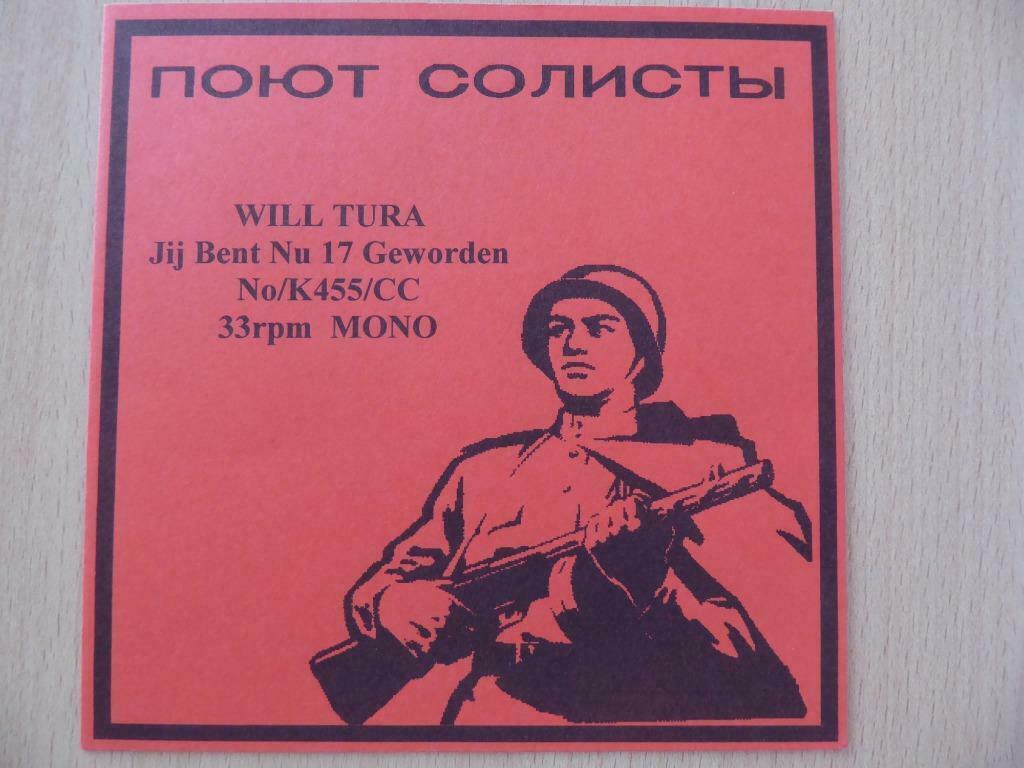 ПОЮТ СОЛИСТЫ
WILL TURA
Jij Bent Nu 17 Geworden
No/K455/CC
33rpm MONO